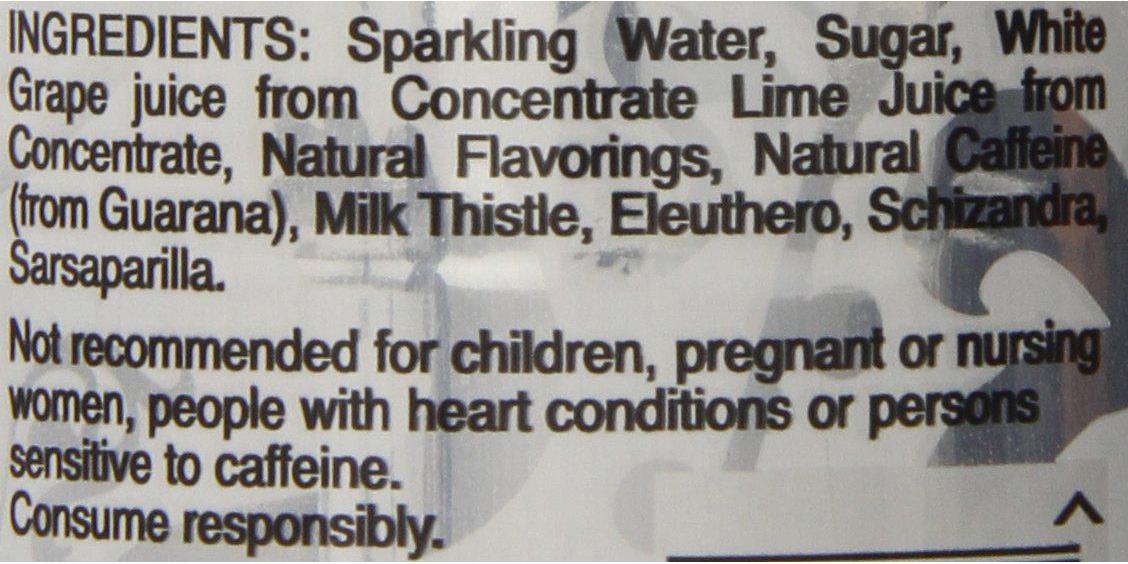 INGREDIENTS: Sparkling Water, Sugar, White
Grape juice from Concentrate Lime Juice from
Concentrate, Natural Flavorings, Natural Caffeine
(from Guarana), Milk Thistle, Eleuthero, Schizandra,
Sarsaparilla.
Not recommended for children, pregnant or nursing
women, people with heart conditions or persons
sensitive to caffeine.
Consume responsibly.